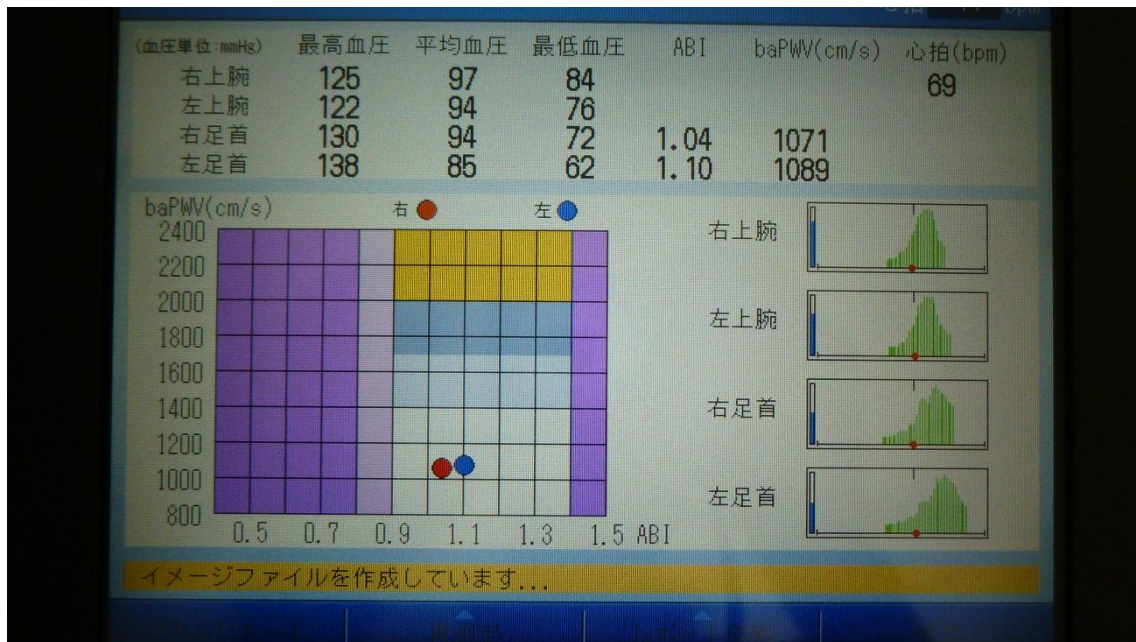 (血圧単位:mmHg) 最高血圧 平均血圧 最低血圧 ABI baPWV(cm/s) 心拍(bpm)
右上腕 125 97 84 69
左上腕 122 94 76
右足首 130 94 72 1.04 1071
左足首 138 85 62 1.10 1089
baPWV(cm/s) 右 左
2400
2200
2000
1800
1600
1400
1200
1000
800
0.5 0.7 0.9 1.1 1.3 1.5 ABI
右上腕
左上腕
右足首
左足首
イメージファイルを作成しています...